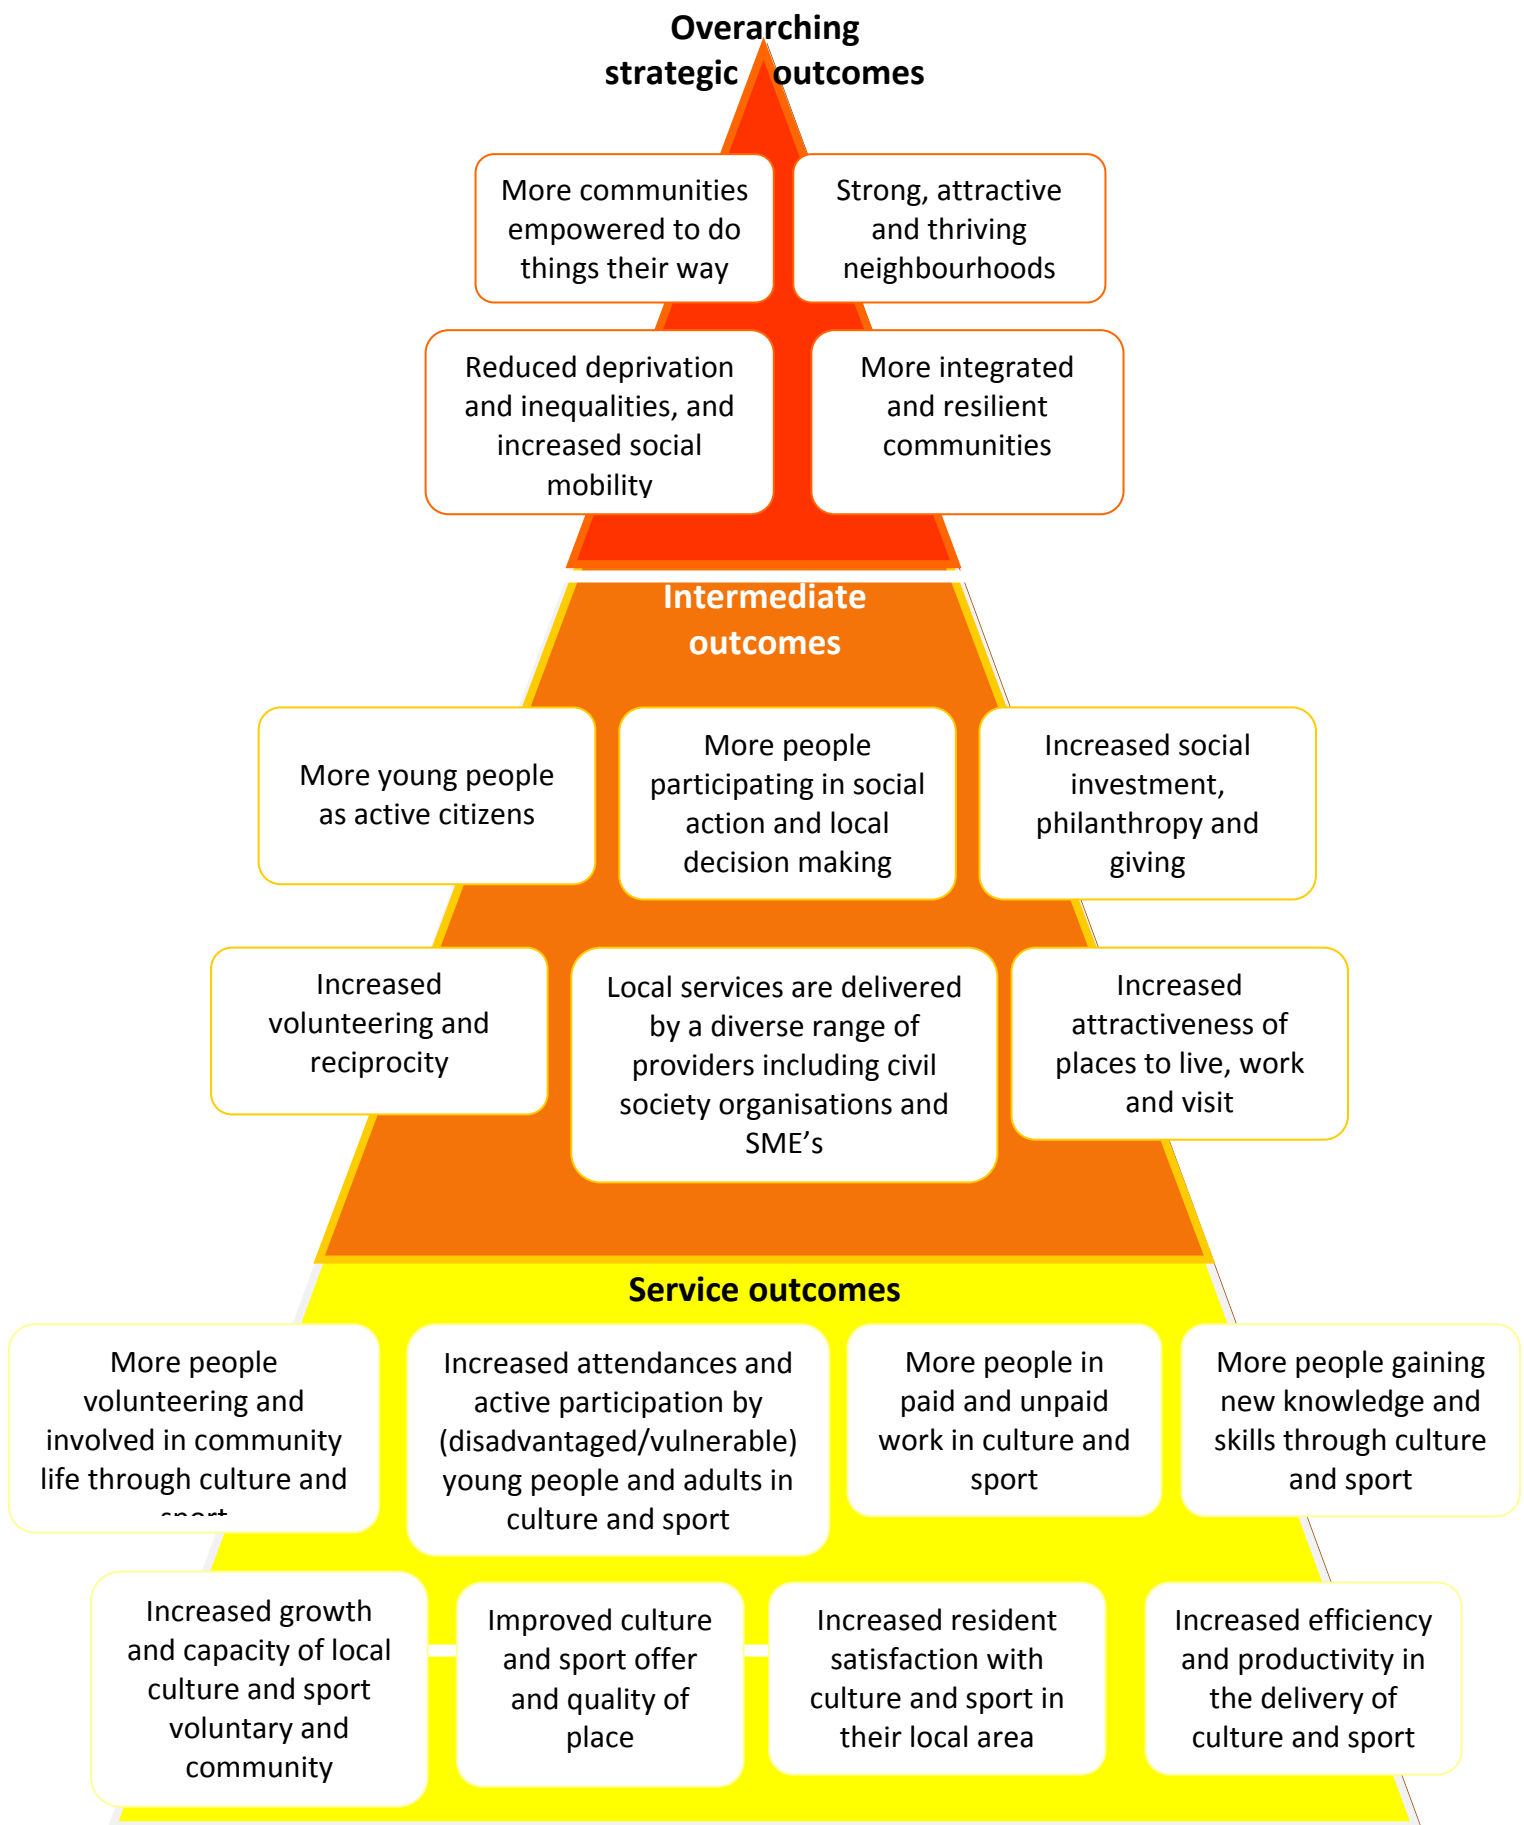 Overarching
strategic outcomes
More communities
empowered to do
things their way
Strong, attractive
and thriving
neighbourhoods
Reduced deprivation
and inequalities, and
increased social
mobility
More integrated
and resilient
communities
Intermediate
outcomes
More young people
as active citizens
More people
participating in social
action and local
decision making
Increased social
investment,
philanthropy and
giving
Increased
volunteering and
reciprocity
Local services are delivered
by a diverse range of
providers including civil
society organisations and
SME’s
Increased
attractiveness of
places to live, work
and visit
Service outcomes
More people
volunteering and
involved in community
life through culture and
sport
Increased attendances and
active participation by
(disadvantaged/vulnerable)
young people and adults in
culture and sport
More people in
paid and unpaid
work in culture and
sport
More people gaining
new knowledge and
skills through culture
and sport
Increased growth
and capacity of local
culture and sport
voluntary and
community
Improved culture
and sport offer
and quality of
place
Increased resident
satisfaction with
culture and sport in
their local area
Increased efficiency
and productivity in
the delivery of
culture and sport